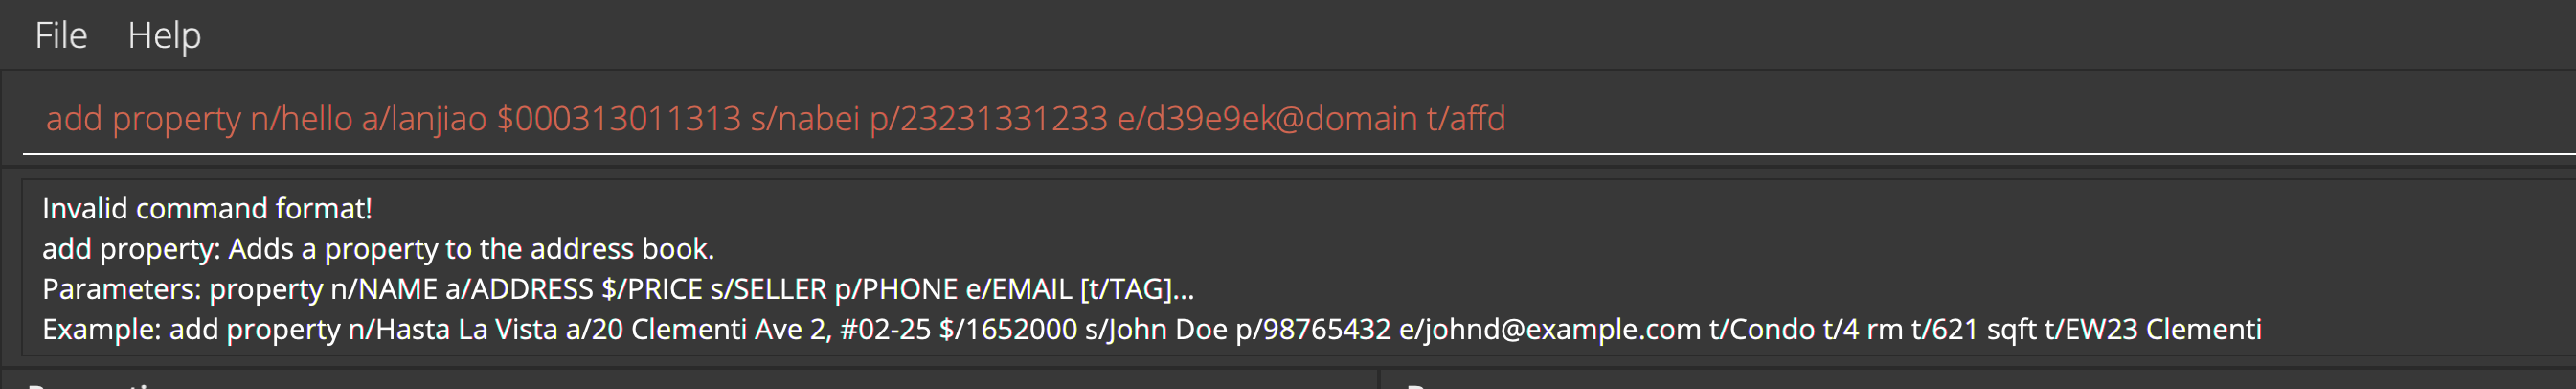 File Help
add property n/hello a/lanjiao $000313011313 s/nabei p/23231331233 e/d39e9ek@domain t/affd
Invalid command format!
add property: Adds a property to the address book.
Parameters: property n/NAME a/ADDRESS $/PRICE s/SELLER p/PHONE e/EMAIL [t/TAG]...
Example: add property n/Hasta La Vista a/20 Clementi Ave 2, #02-25 $/1652000 s/John Doe p/98765432 e/johnd@example.com t/Condo t/4 rm t/621 sqft t/EW23 Clementi